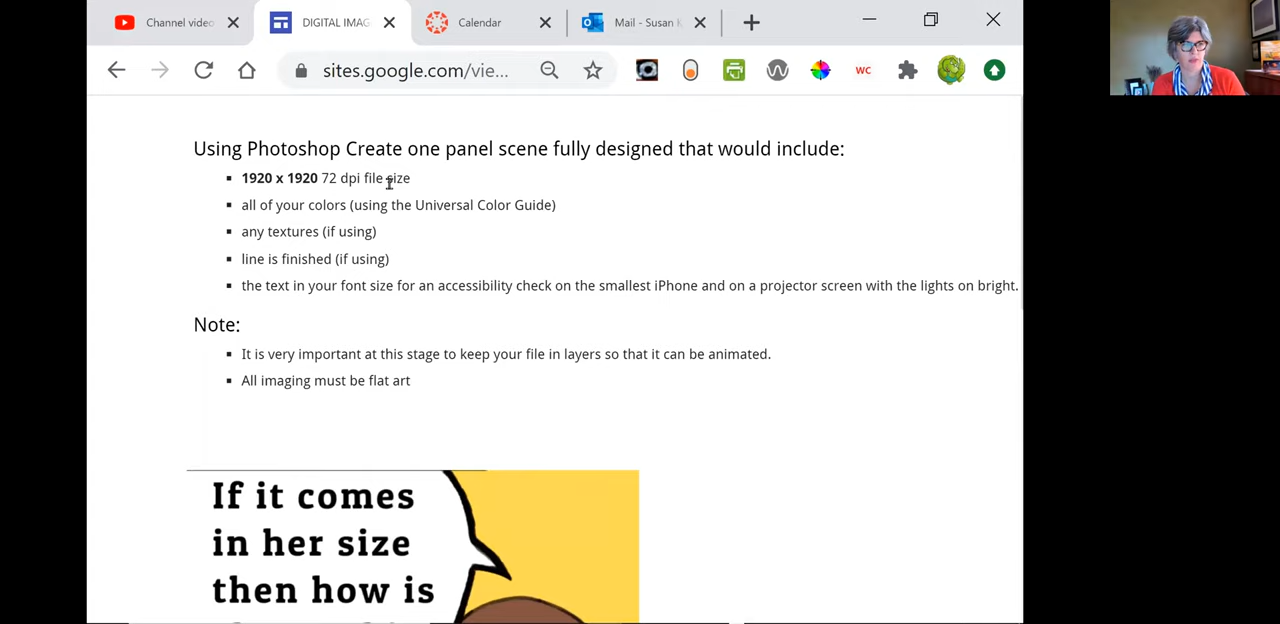 Channel video
DIGITAL IMAG
Calendar
Mail - Susan K
sites.google.com/vie...
WC
Using Photoshop Create one panel scene fully designed that would include:
1920 x 1920 72 dpi file size
all of your colors (using the Universal Color Guide)
any textures (if using)
line is finished (if using)
the text in your font size for an accessibility check on the smallest iPhone and on a projector screen with the lights on bright.
Note:
It is very important at this stage to keep your file in layers so that it can be animated.
All imaging must be flat art
If it comes
in her size
then how is